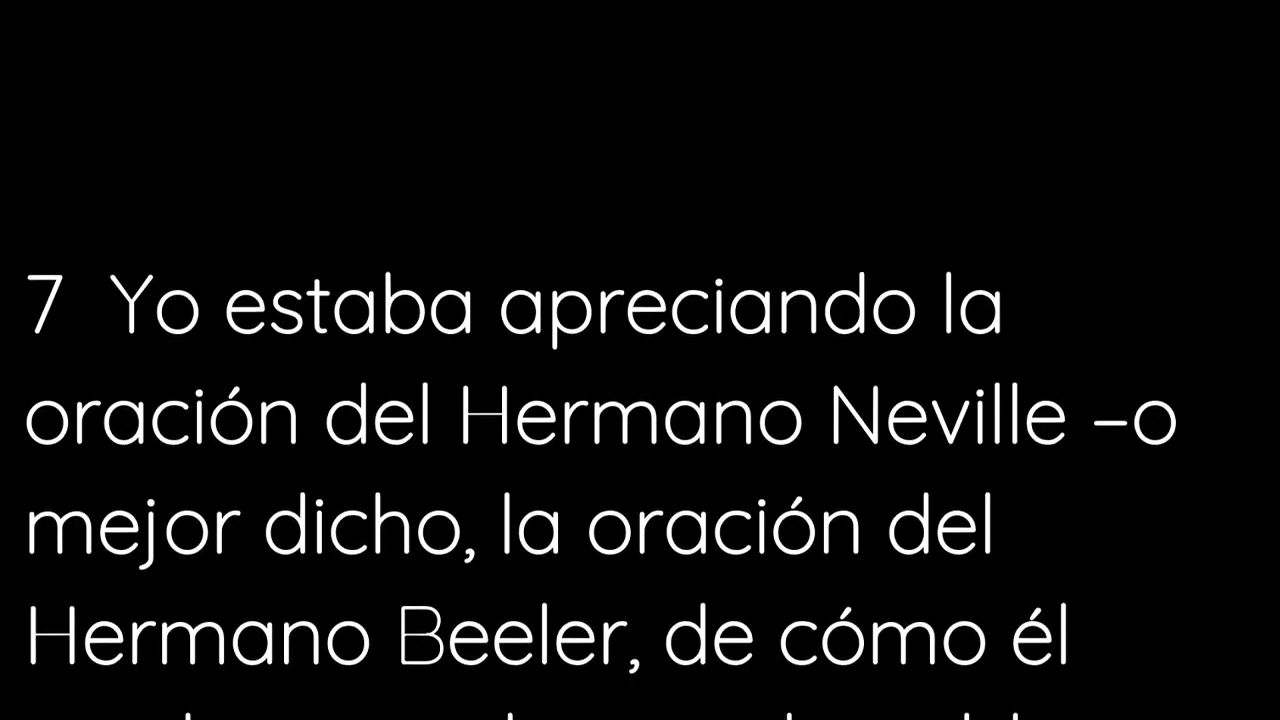 7 Yo estaba apreciando la
oración del Hermano Neville –o
mejor dicho, la oración del
Hermano Beeler, de cómo él